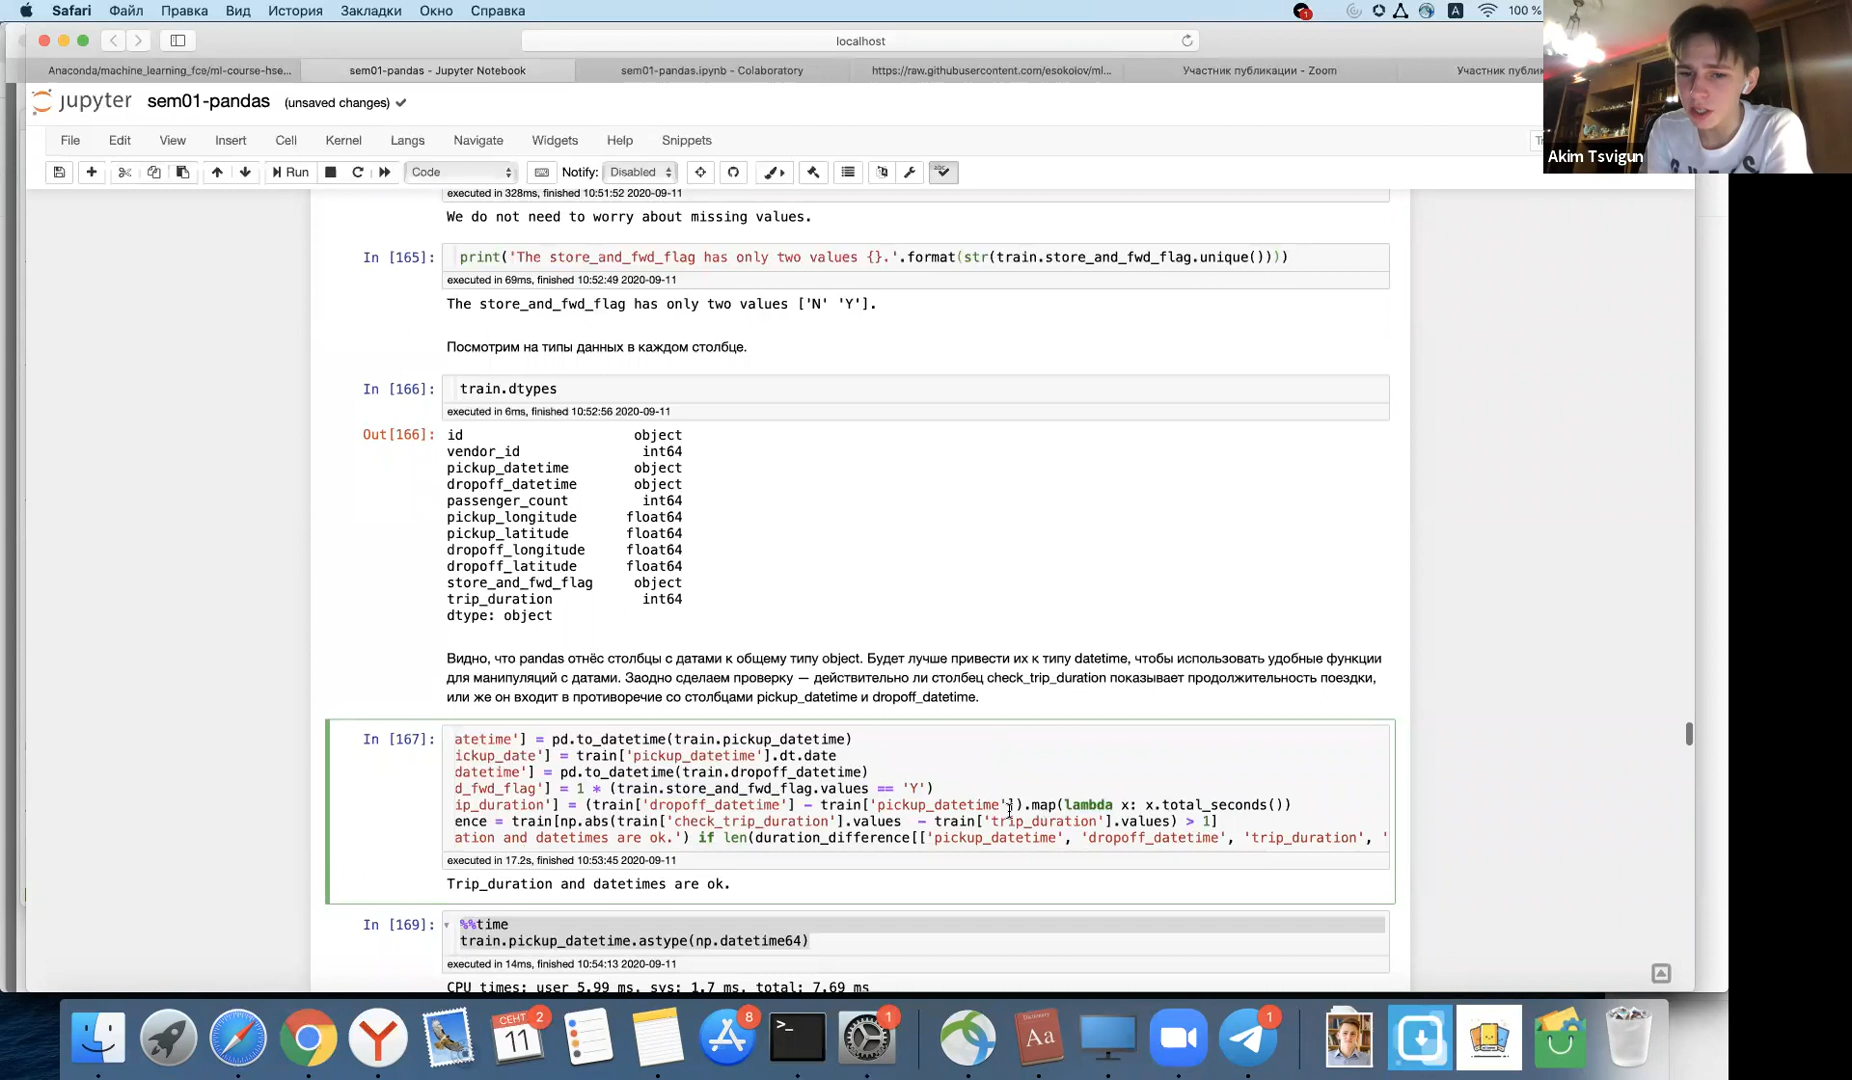 Safari Файл Правка Вид История Закладки Окно Справка
1 A 100 %
localhost
Anaconda/machine_learning_fce/ml-course-hse... sem01-pandas - Jupyter Notebook sem01-pandas.ipynb - Colaboratory https://raw.githubusercontent.com/esokolov/ml... Участник публикации - Zoom Участник публик
jupyter sem01-pandas (unsaved changes)
File Edit View Insert Cell Kernel Langs Navigate Widgets Help Snippets
Akim Tsvigun
Run Code Notify: Disabled
executed in 328ms, finished 10:51:52 2020-09-11
We do not need to worry about missing values.
In [165]: print('The store_and_fwd_flag has only two values {}.'.format(str(train.store_and_fwd_flag.unique())))
executed in 69ms, finished 10:52:49 2020-09-11
The store_and_fwd_flag has only two values ['N' 'Y'].
Посмотрим на типы данных в каждом столбце.
In [166]: train.dtypes
executed in 6ms, finished 10:52:56 2020-09-11
Out[166]: id object
vendor_id int64
pickup_datetime object
dropoff_datetime object
passenger_count int64
pickup_longitude float64
pickup_latitude float64
dropoff_longitude float64
dropoff_latitude float64
store_and_fwd_flag object
trip_duration int64
dtype: object
Видно, что pandas отнёс столбцы с датами к общему типу object. Будет лучше привести их к типу datetime, чтобы использовать удобные функции
для манипуляций с датами. Заодно сделаем проверку — действительно ли столбец check_trip_duration показывает продолжительность поездки,
или же он входит в противоречие со столбцами pickup_datetime и dropoff_datetime.
In [167]: atetime'] = pd.to_datetime(train.pickup_datetime)
ickup_date'] = train['pickup_datetime'].dt.date
datetime'] = pd.to_datetime(train.dropoff_datetime)
d_fwd_flag'] = 1 * (train.store_and_fwd_flag.values == 'Y')
ip_duration'] = (train['dropoff_datetime'] - train['pickup_datetime']).map(lambda x: x.total_seconds())
ence = train[np.abs(train['check_trip_duration'].values - train['trip_duration'].values) > 1]
ation and datetimes are ok.') if len(duration_difference[['pickup_datetime', 'dropoff_datetime', 'trip_duration', '
executed in 17.2s, finished 10:53:45 2020-09-11
Trip_duration and datetimes are ok.
In [169]: %%time
train.pickup_datetime.astype(np.datetime64)
executed in 14ms, finished 10:54:13 2020-09-11
CPU times: user 5.99 ms, sys: 1.7 ms, total: 7.69 ms
СЕНТ 2 8 1 1
11 Aa